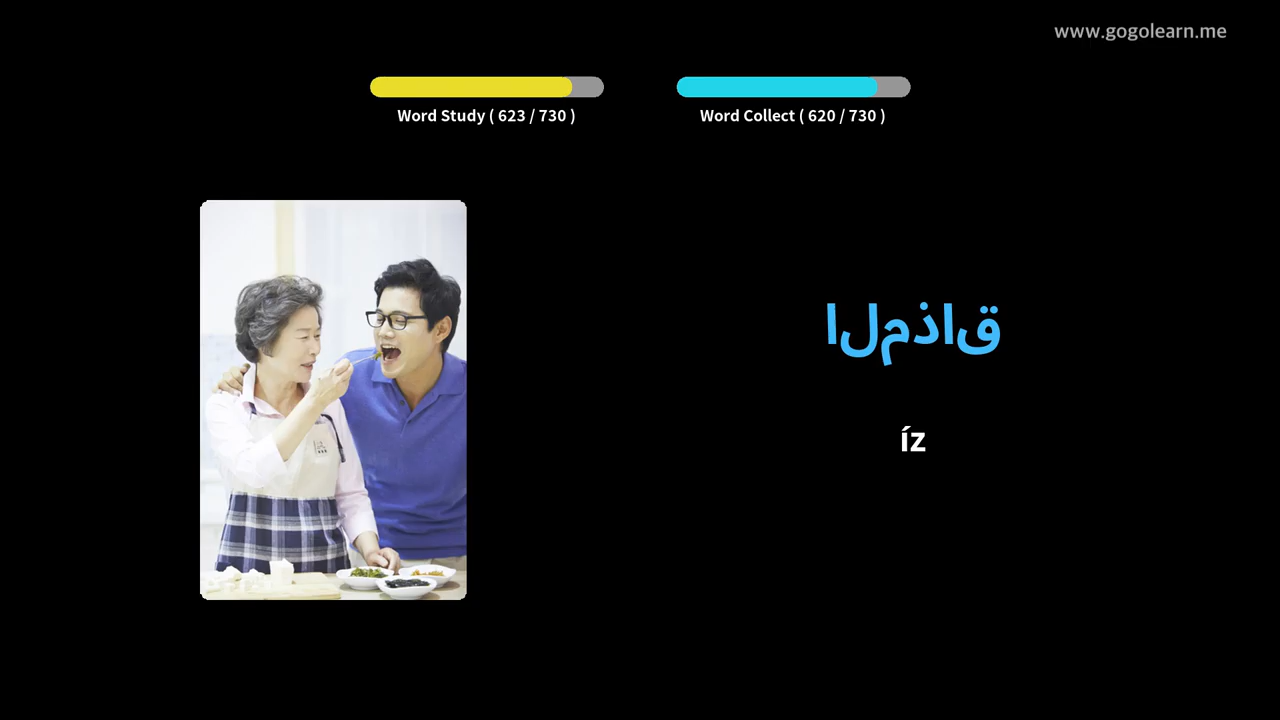 www.gogolearn.me
Word Study ( 623 / 730 )
Word Collect ( 620 / 730 )
المذاق
íz